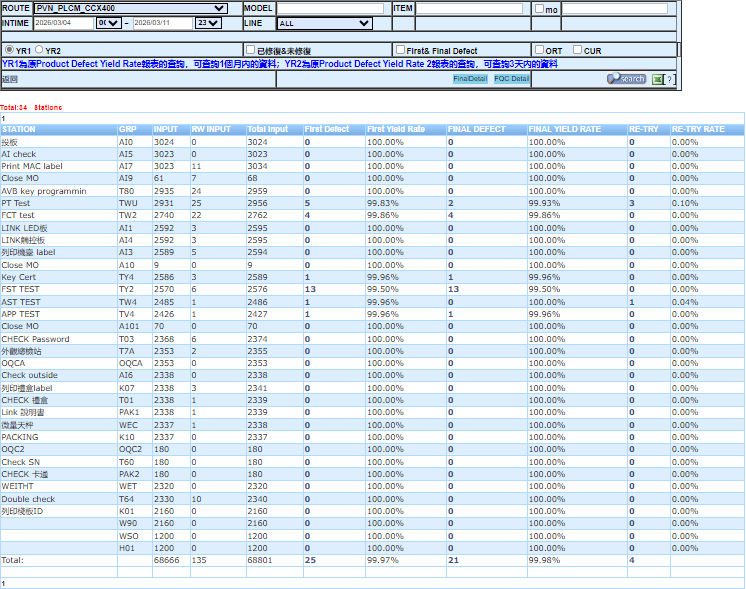 ROUTE PVN_PLCM_CCX400 MODEL ITEM mo
INTIME 2026/03/04 00 – 2026/03/11 23 LINE ALL
YR1 YR2 已修復&未修復 First& Final Defect ORT CUR
YR1為原Product Defect Yield Rate報表的查詢，可查詢1個月內的資料；YR2為原Product Defect Yield Rate 2報表的查詢，可查詢3天內的資料
返回 FinalDetail FQC Detail search [?]
Total:34 Stations
1
STATION GRP INPUT RW INPUT Total Input First Defect First Yield Rate FINAL DEFECT FINAL YIELD RATE RE-TRY RE-TRY RATE
投板 AI0 3024 0 3024 0 100.00% 0 100.00% 0 0.00%
AI check AI5 3023 0 3023 0 100.00% 0 100.00% 0 0.00%
Print MAC label AI7 3023 11 3034 0 100.00% 0 100.00% 0 0.00%
Close MO AI9 61 7 68 0 100.00% 0 100.00% 0 0.00%
AVB key programmin T80 2935 24 2959 0 100.00% 0 100.00% 0 0.00%
PT Test TWU 2931 25 2956 5 99.83% 2 99.93% 3 0.10%
FCT test TW2 2740 22 2762 4 99.86% 4 99.86% 0 0.00%
LINK LED板 AI1 2592 3 2595 0 100.00% 0 100.00% 0 0.00%
LINK觸控板 AI4 2592 3 2595 0 100.00% 0 100.00% 0 0.00%
列印機臺 label AI3 2589 5 2594 0 100.00% 0 100.00% 0 0.00%
Close MO A10 9 0 9 0 100.00% 0 100.00% 0 0.00%
Key Cert TY4 2586 3 2589 1 99.96% 1 99.96% 0 0.00%
FST TEST TY2 2570 6 2576 13 99.50% 13 99.50% 0 0.00%
AST TEST TW4 2485 1 2486 1 99.96% 0 100.00% 1 0.04%
APP TEST TV4 2426 1 2427 1 99.96% 1 99.96% 0 0.00%
Close MO A101 70 0 70 0 100.00% 0 100.00% 0 0.00%
CHECK Password T03 2368 6 2374 0 100.00% 0 100.00% 0 0.00%
外觀總檢站 T7A 2353 2 2355 0 100.00% 0 100.00% 0 0.00%
OQCA OQCA 2353 0 2353 0 100.00% 0 100.00% 0 0.00%
Check outside AI6 2338 0 2338 0 100.00% 0 100.00% 0 0.00%
列印禮盒label K07 2338 3 2341 0 100.00% 0 100.00% 0 0.00%
CHECK 禮盒 T01 2338 1 2339 0 100.00% 0 100.00% 0 0.00%
Link 說明書 PAK1 2338 1 2339 0 100.00% 0 100.00% 0 0.00%
微量天枰 WEC 2337 1 2338 0 100.00% 0 100.00% 0 0.00%
PACKING K10 2337 0 2337 0 100.00% 0 100.00% 0 0.00%
OQC2 OQC2 180 0 180 0 100.00% 0 100.00% 0 0.00%
Check SN T60 180 0 180 0 100.00% 0 100.00% 0 0.00%
CHECK 卡通 PAK2 180 0 180 0 100.00% 0 100.00% 0 0.00%
WEITHT WET 2320 0 2320 0 100.00% 0 100.00% 0 0.00%
Double check T64 2330 10 2340 0 100.00% 0 100.00% 0 0.00%
列印棧板ID K01 2160 0 2160 0 100.00% 0 100.00% 0 0.00%
W90 2160 0 2160 0 100.00% 0 100.00% 0 0.00%
WSO 1200 0 1200 0 100.00% 0 100.00% 0 0.00%
H01 1200 0 1200 0 100.00% 0 100.00% 0 0.00%
Total: 68666 135 68801 25 99.97% 21 99.98% 4
1